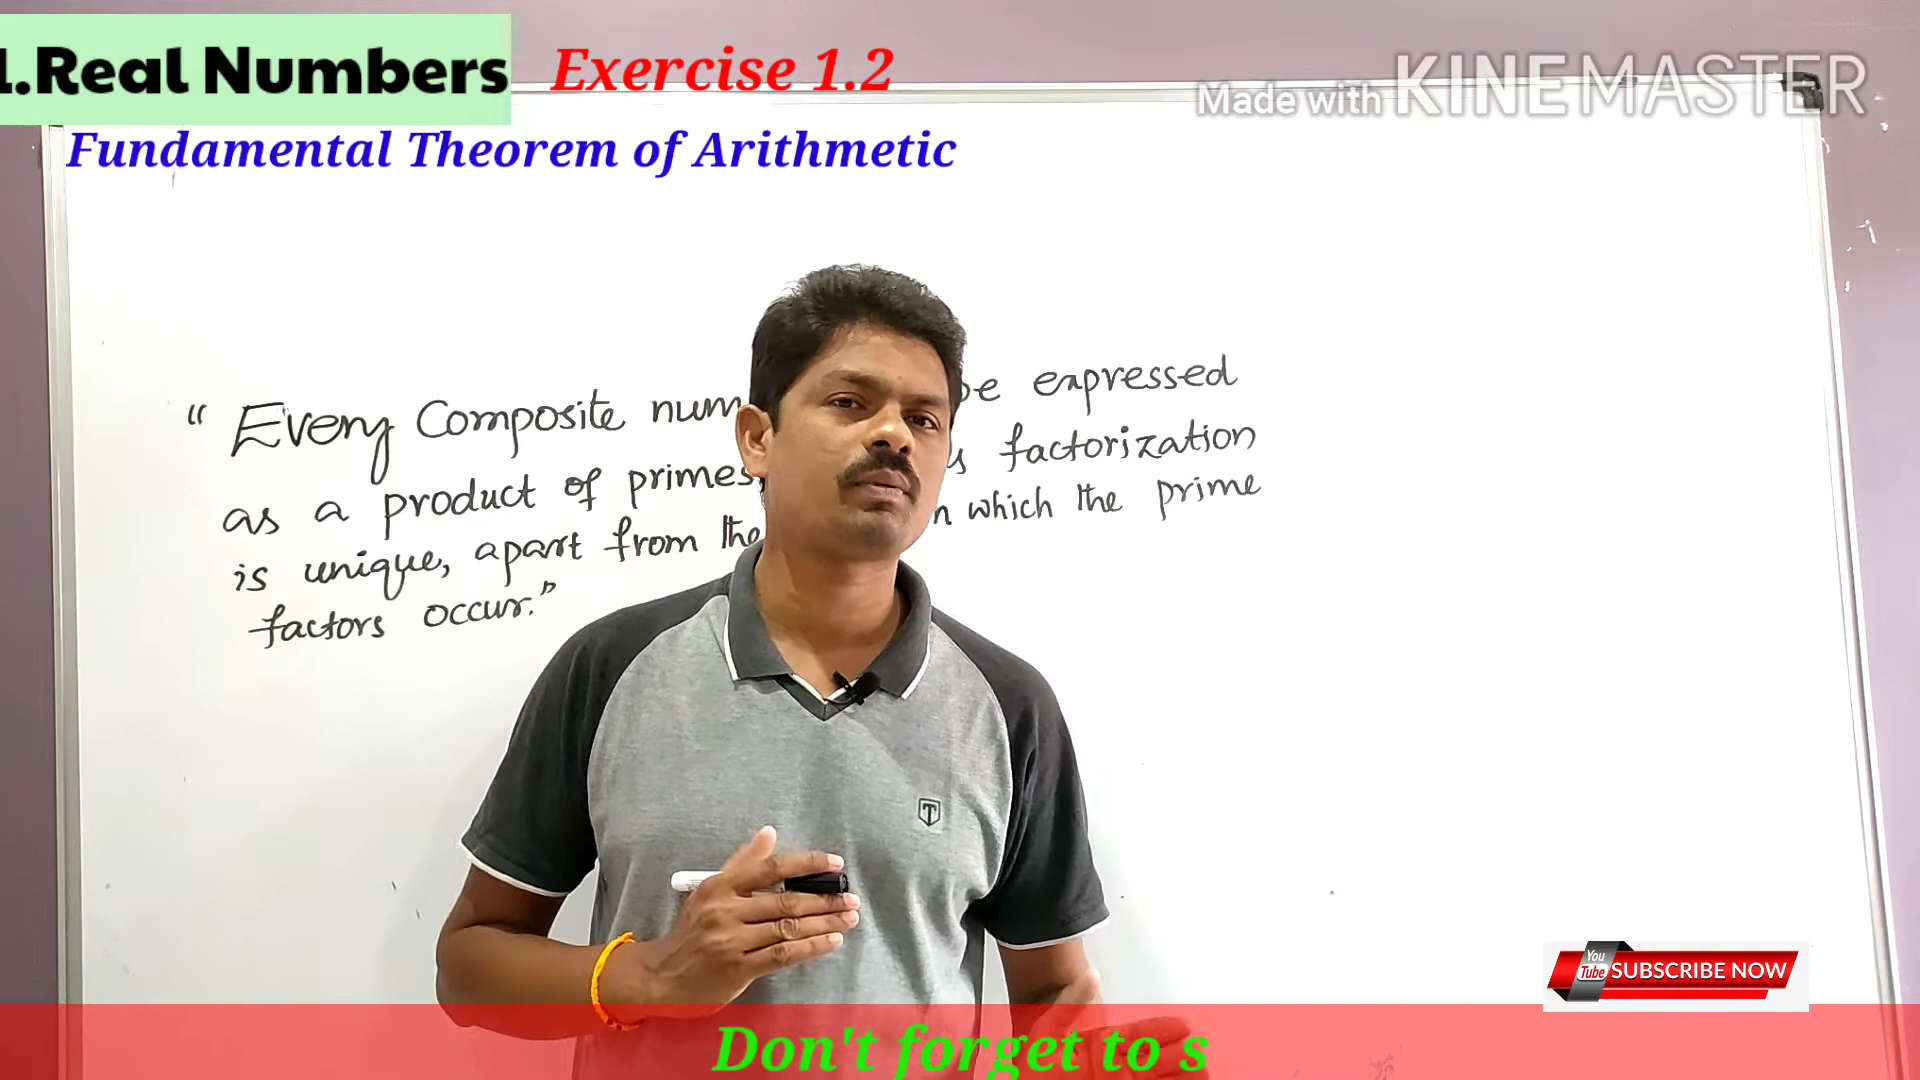 1.Real Numbers
Exercise 1.2
Made with KINEMASTER
Fundamental Theorem of Arithmetic
" Every Composite num be expressed
as a product of primes, factorization
is unique, apart from the which the prime
factors occur."
T
You
Tube
SUBSCRIBE NOW
Don't forget to s